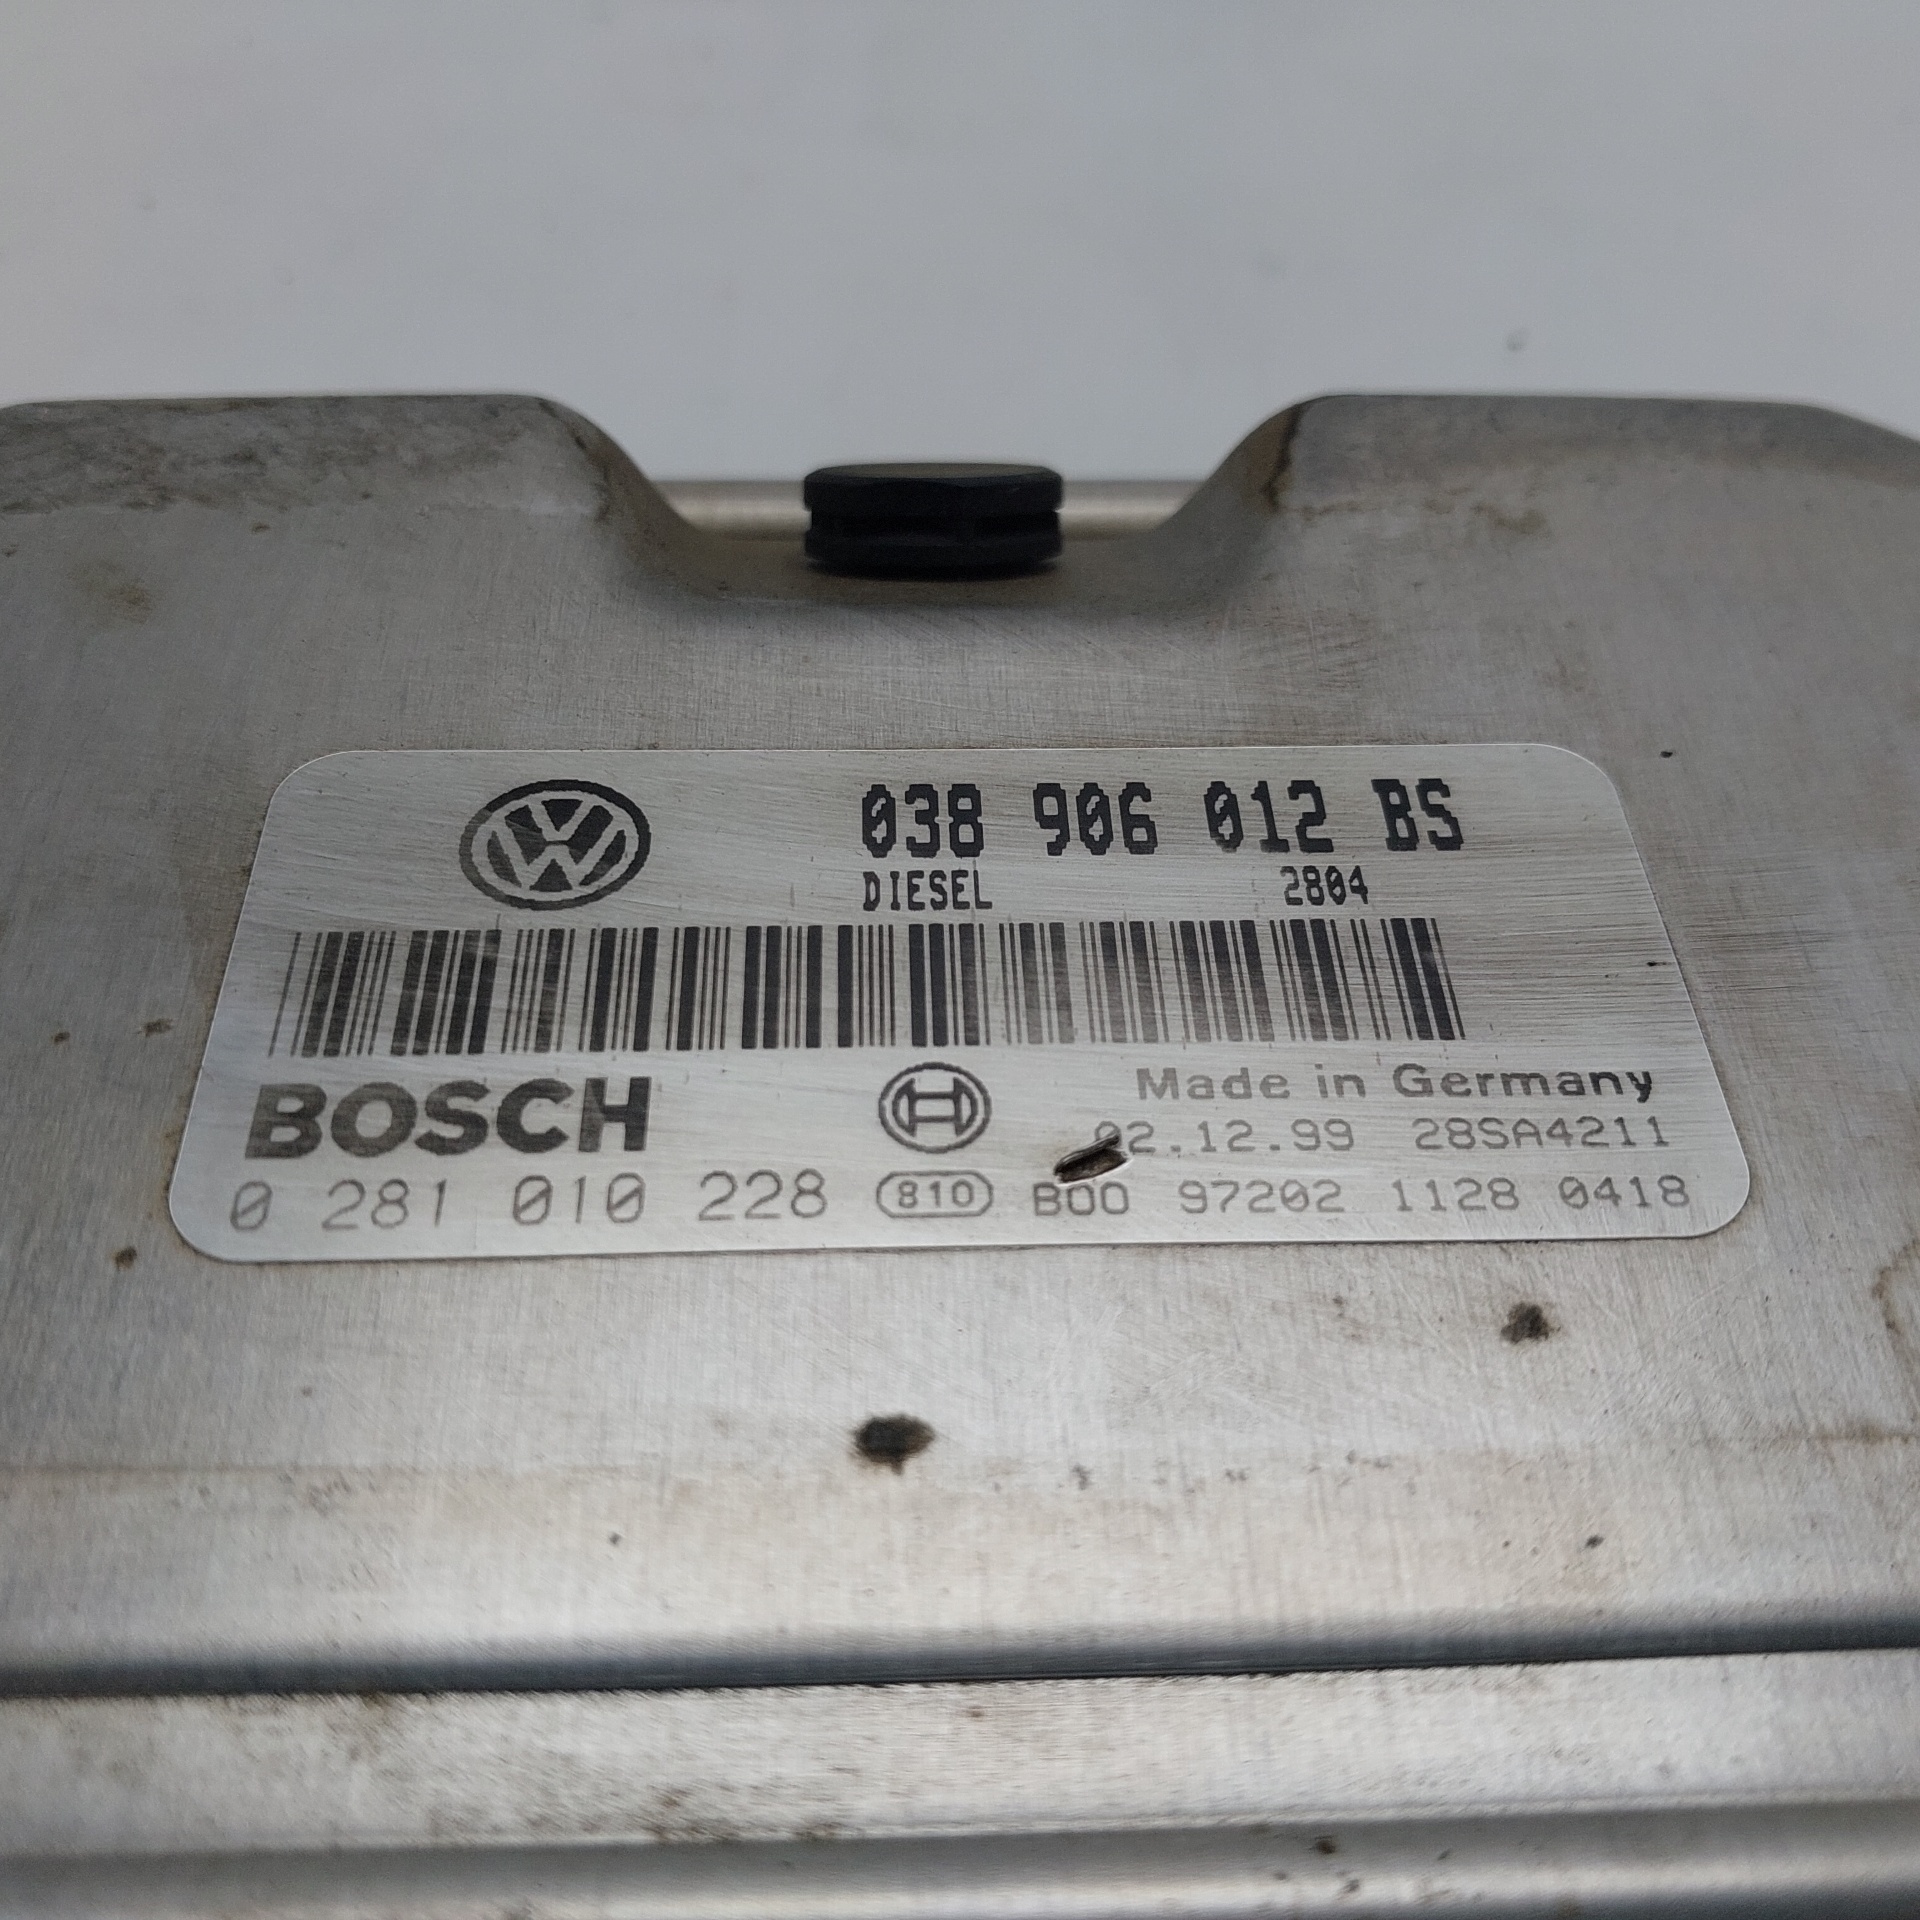 038 906 012 BS
DIESEL 2804
BOSCH
Made in Germany
02.12.99 28SA4211
0 281 010 228 810 B00 97202 1128 0418